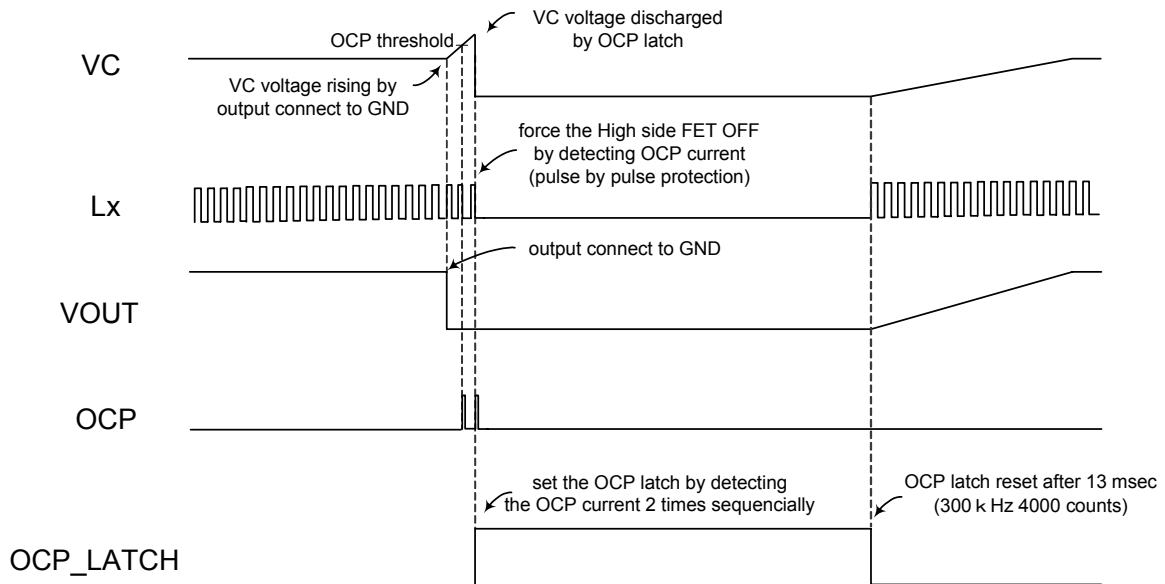 VC voltage discharged
by OCP latch
OCP threshold
VC
VC voltage rising by
output connect to GND
force the High side FET OFF
by detecting OCP current
(pulse by pulse protection)
Lx
output connect to GND
VOUT
OCP
set the OCP latch by detecting
the OCP current 2 times sequencially
OCP latch reset after 13 msec
(300 k Hz 4000 counts)
OCP_LATCH